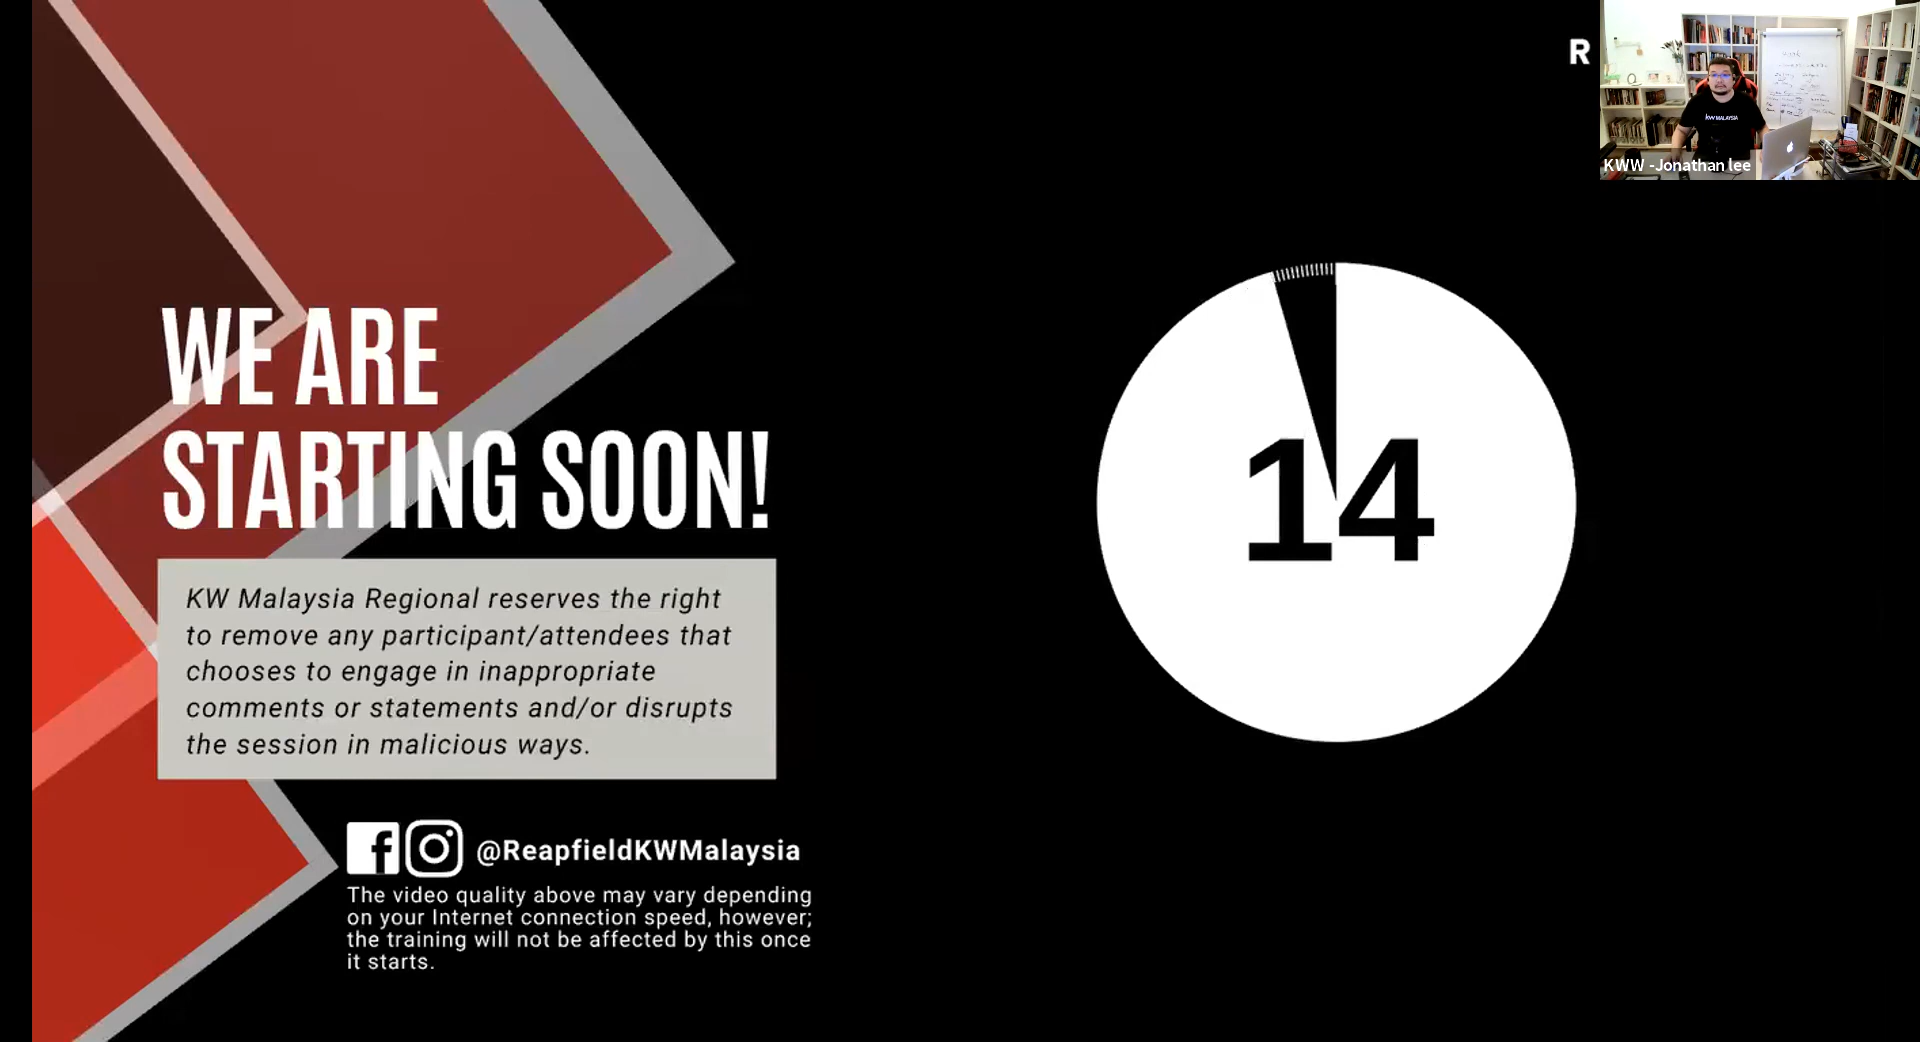 R
kw MALAYSIA
KWW -Jonathan lee
WE ARE
STARTING SOON!
14
KW Malaysia Regional reserves the right
to remove any participant/attendees that
chooses to engage in inappropriate
comments or statements and/or disrupts
the session in malicious ways.
@ReapfieldKWMalaysia
The video quality above may vary depending
on your Internet connection speed, however;
the training will not be affected by this once
it starts.